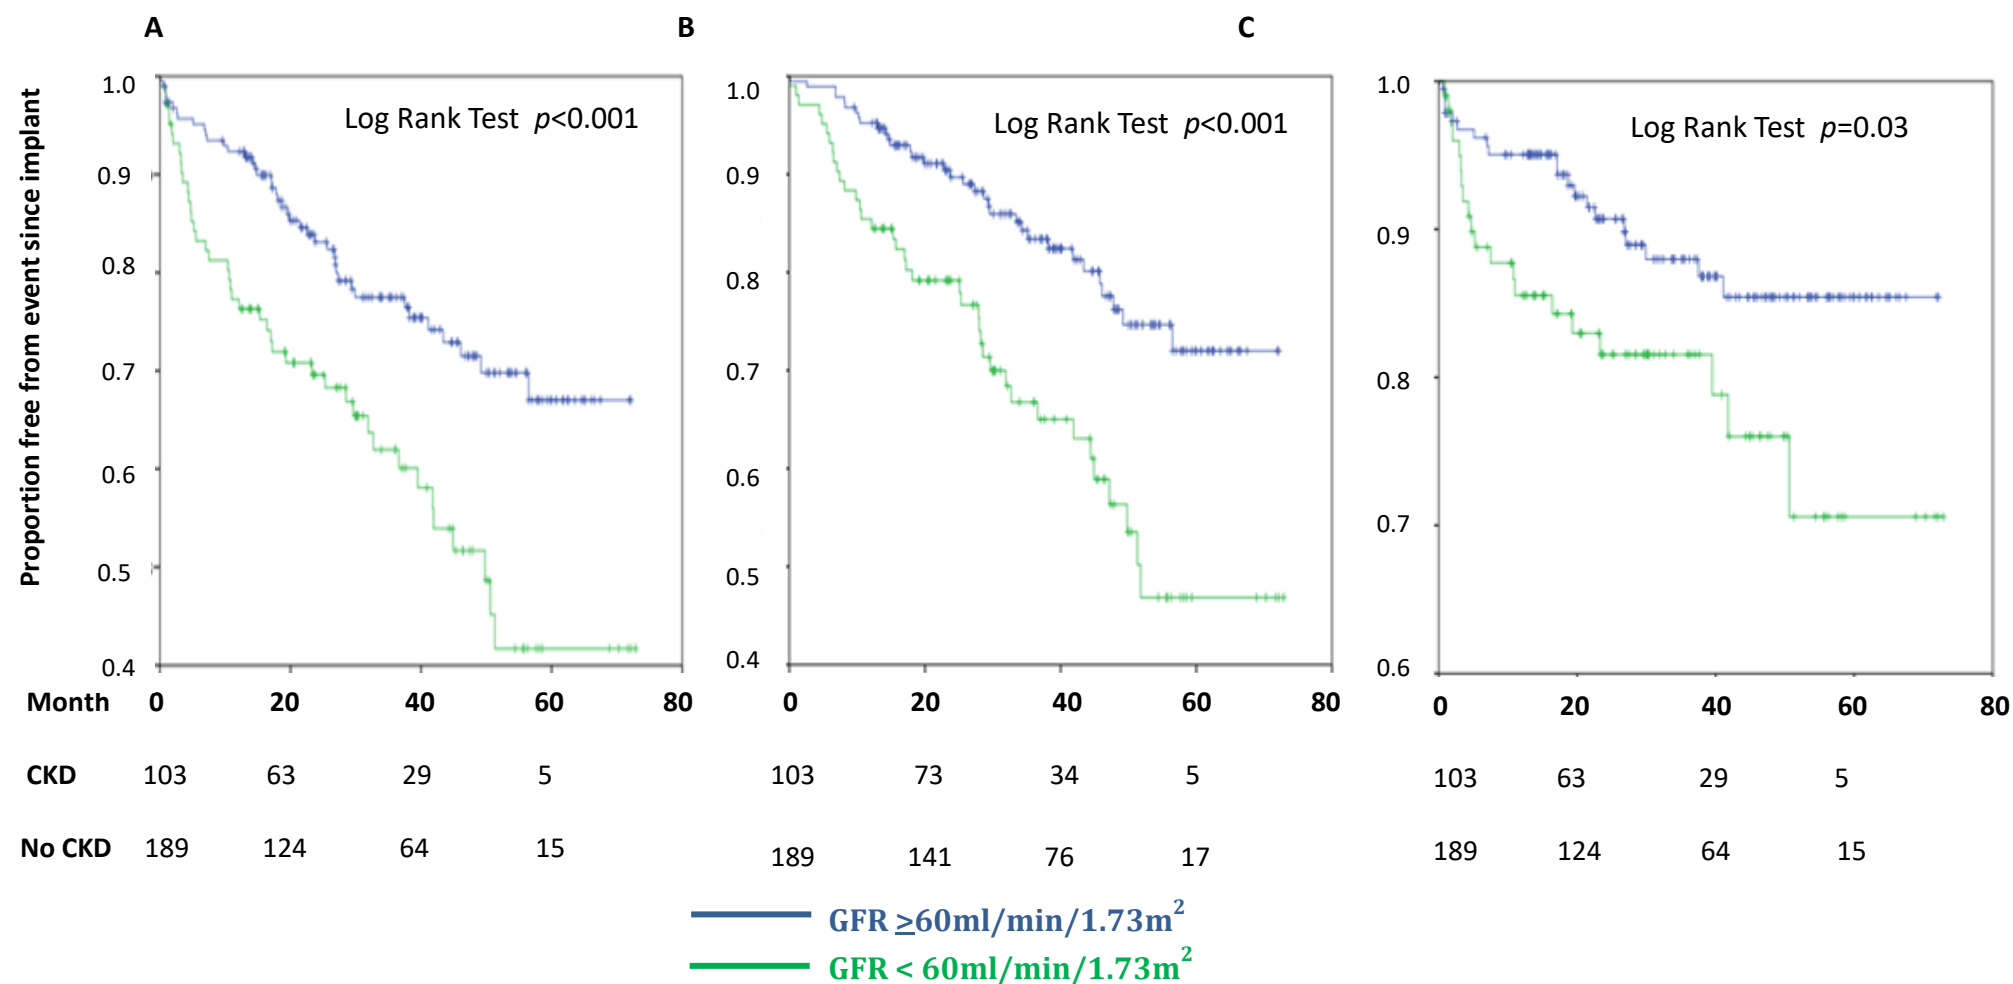 A B C
Proportion free from event since implant
Log Rank Test p<0.001
Log Rank Test p<0.001
Log Rank Test p=0.03
1.0
0.9
0.8
0.7
0.6
0.5
0.4
1.0
0.9
0.8
0.7
0.6
0.5
0.4
1.0
0.9
0.8
0.7
0.6
Month 0 20 40 60 80 0 20 40 60 80 0 20 40 60 80
CKD 103 63 29 5 103 73 34 5 103 63 29 5
No CKD 189 124 64 15 189 141 76 17 189 124 64 15
GFR ≥60ml/min/1.73m²
GFR < 60ml/min/1.73m²